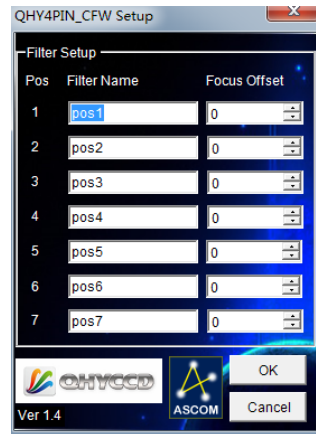 QHY4PIN_CFW Setup
Filter Setup
Pos Filter Name Focus Offset
1 pos1 0
2 pos2 0
3 pos3 0
4 pos4 0
5 pos5 0
6 pos6 0
7 pos7 0
QHYCCD
ASCOM
OK
Ver 1.4
Cancel